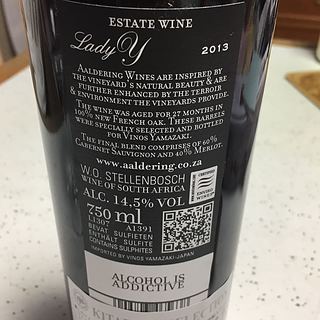 ESTATE WINE
Lady Y
2013
AALDERING WINES ARE INSPIRED BY
THE VINEYARD'S NATURAL BEAUTY & ARE
FURTHER ENHANCED BY THE TERROIR
& ENVIRONMENT THE VINEYARDS PROVIDE.
THE WINE WAS AGED FOR 27 MONTHS IN
100% NEW FRENCH OAK. THESE BARRELS
WERE SPECIALLY SELECTED AND BOTTLED
FOR VINOS YAMAZAKI.
THE FINAL BLEND COMPRISES OF 60%
CABERNET SAUVIGNON AND 40% MERLOT.
www.aaldering.co.za
W.O. STELLENBOSCH
WINE OF SOUTH AFRICA
ALC. 14.5% VOL
750 ml
L1307 A1391
BEVAT SULFIETEN
ENTHÄLT SULFITE
CONTAINS SULPHITES
IMPORTED BY VINOS YAMAZAKI-JAPAN
ALCOHOL IS
ADDICTIVE